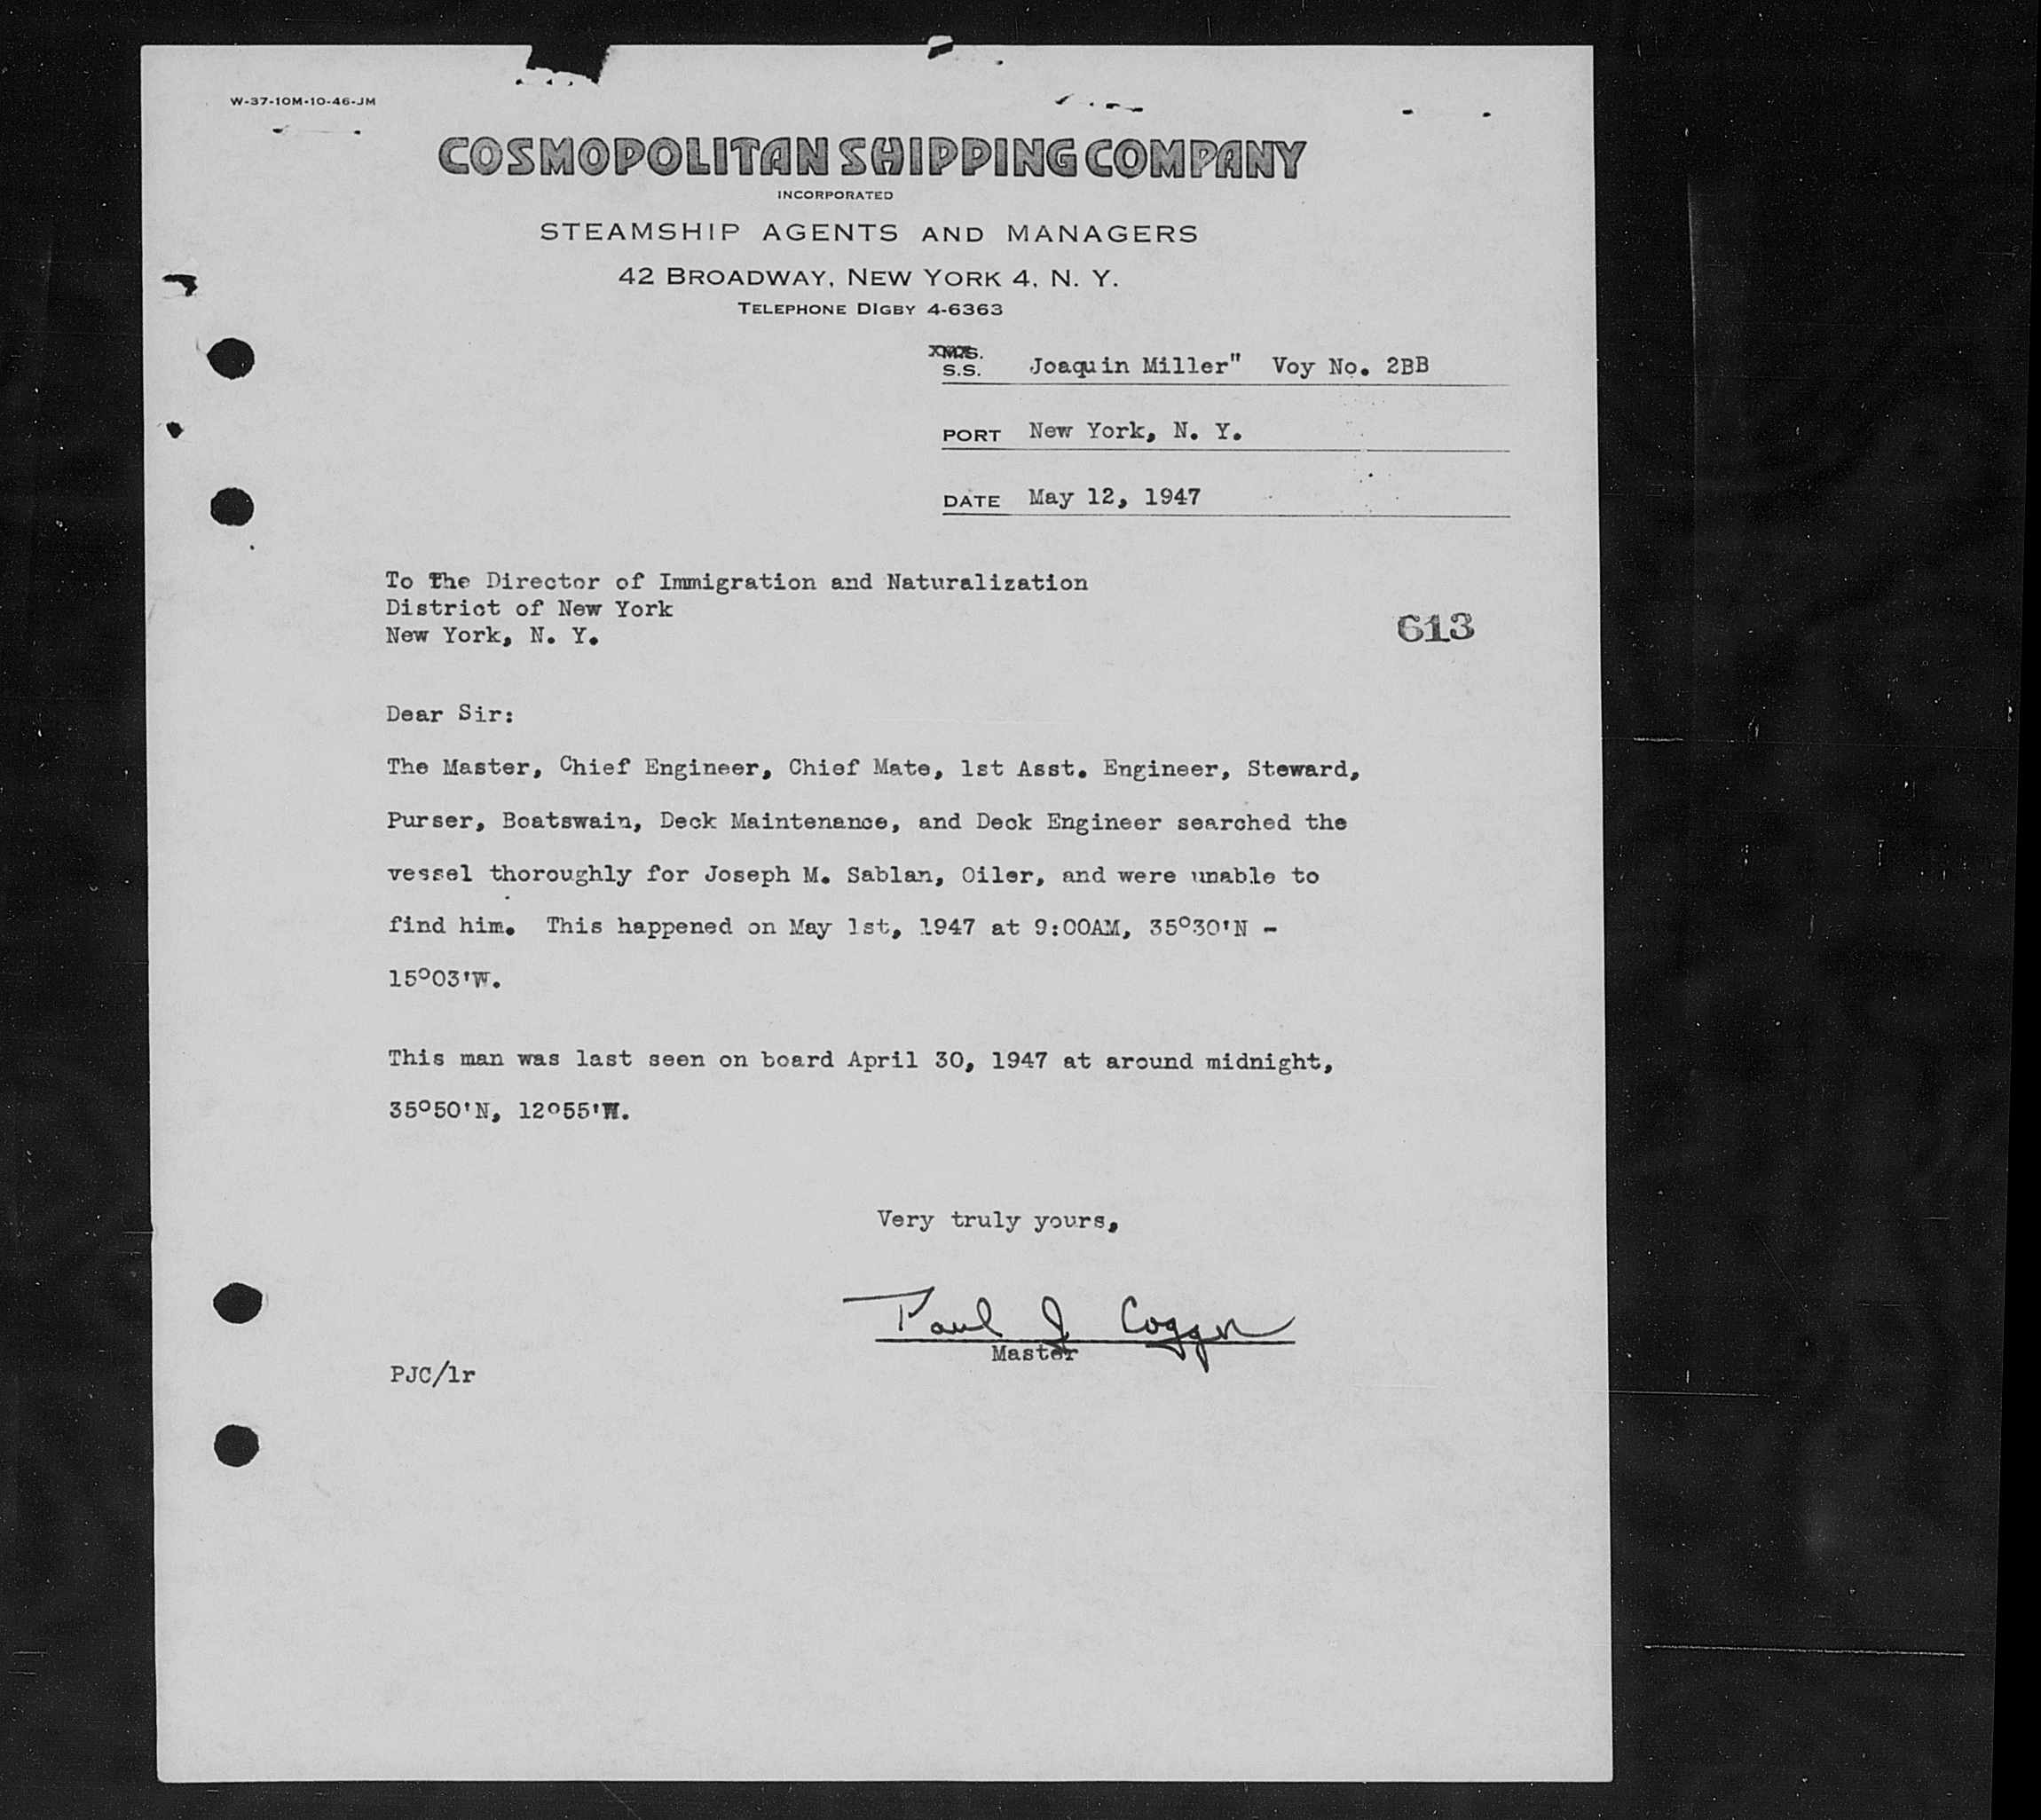 W-37-10M-10-46-JM
COSMOPOLITAN SHIPPING COMPANY
INCORPORATED
STEAMSHIP AGENTS AND MANAGERS
42 BROADWAY, NEW YORK 4, N. Y.
TELEPHONE DIGBY 4-6363
M.S.
S.S. Joaquin Miller" Voy No. 2BB
PORT New York, N. Y.
DATE May 12, 1947
To the Director of Immigration and Naturalization
District of New York
New York, N. Y.
613
Dear Sir:
The Master, Chief Engineer, Chief Mate, 1st Asst. Engineer, Steward,
Purser, Boatswain, Deck Maintenance, and Deck Engineer searched the
vessel thoroughly for Joseph M. Sablan, Oiler, and were unable to
find him. This happened on May 1st, 1947 at 9:00AM, 35°30'N -
15°03'W.
This man was last seen on board April 30, 1947 at around midnight,
35°50'N, 12°55'W.
Very truly yours,
Paul J
Master
PJC/lr